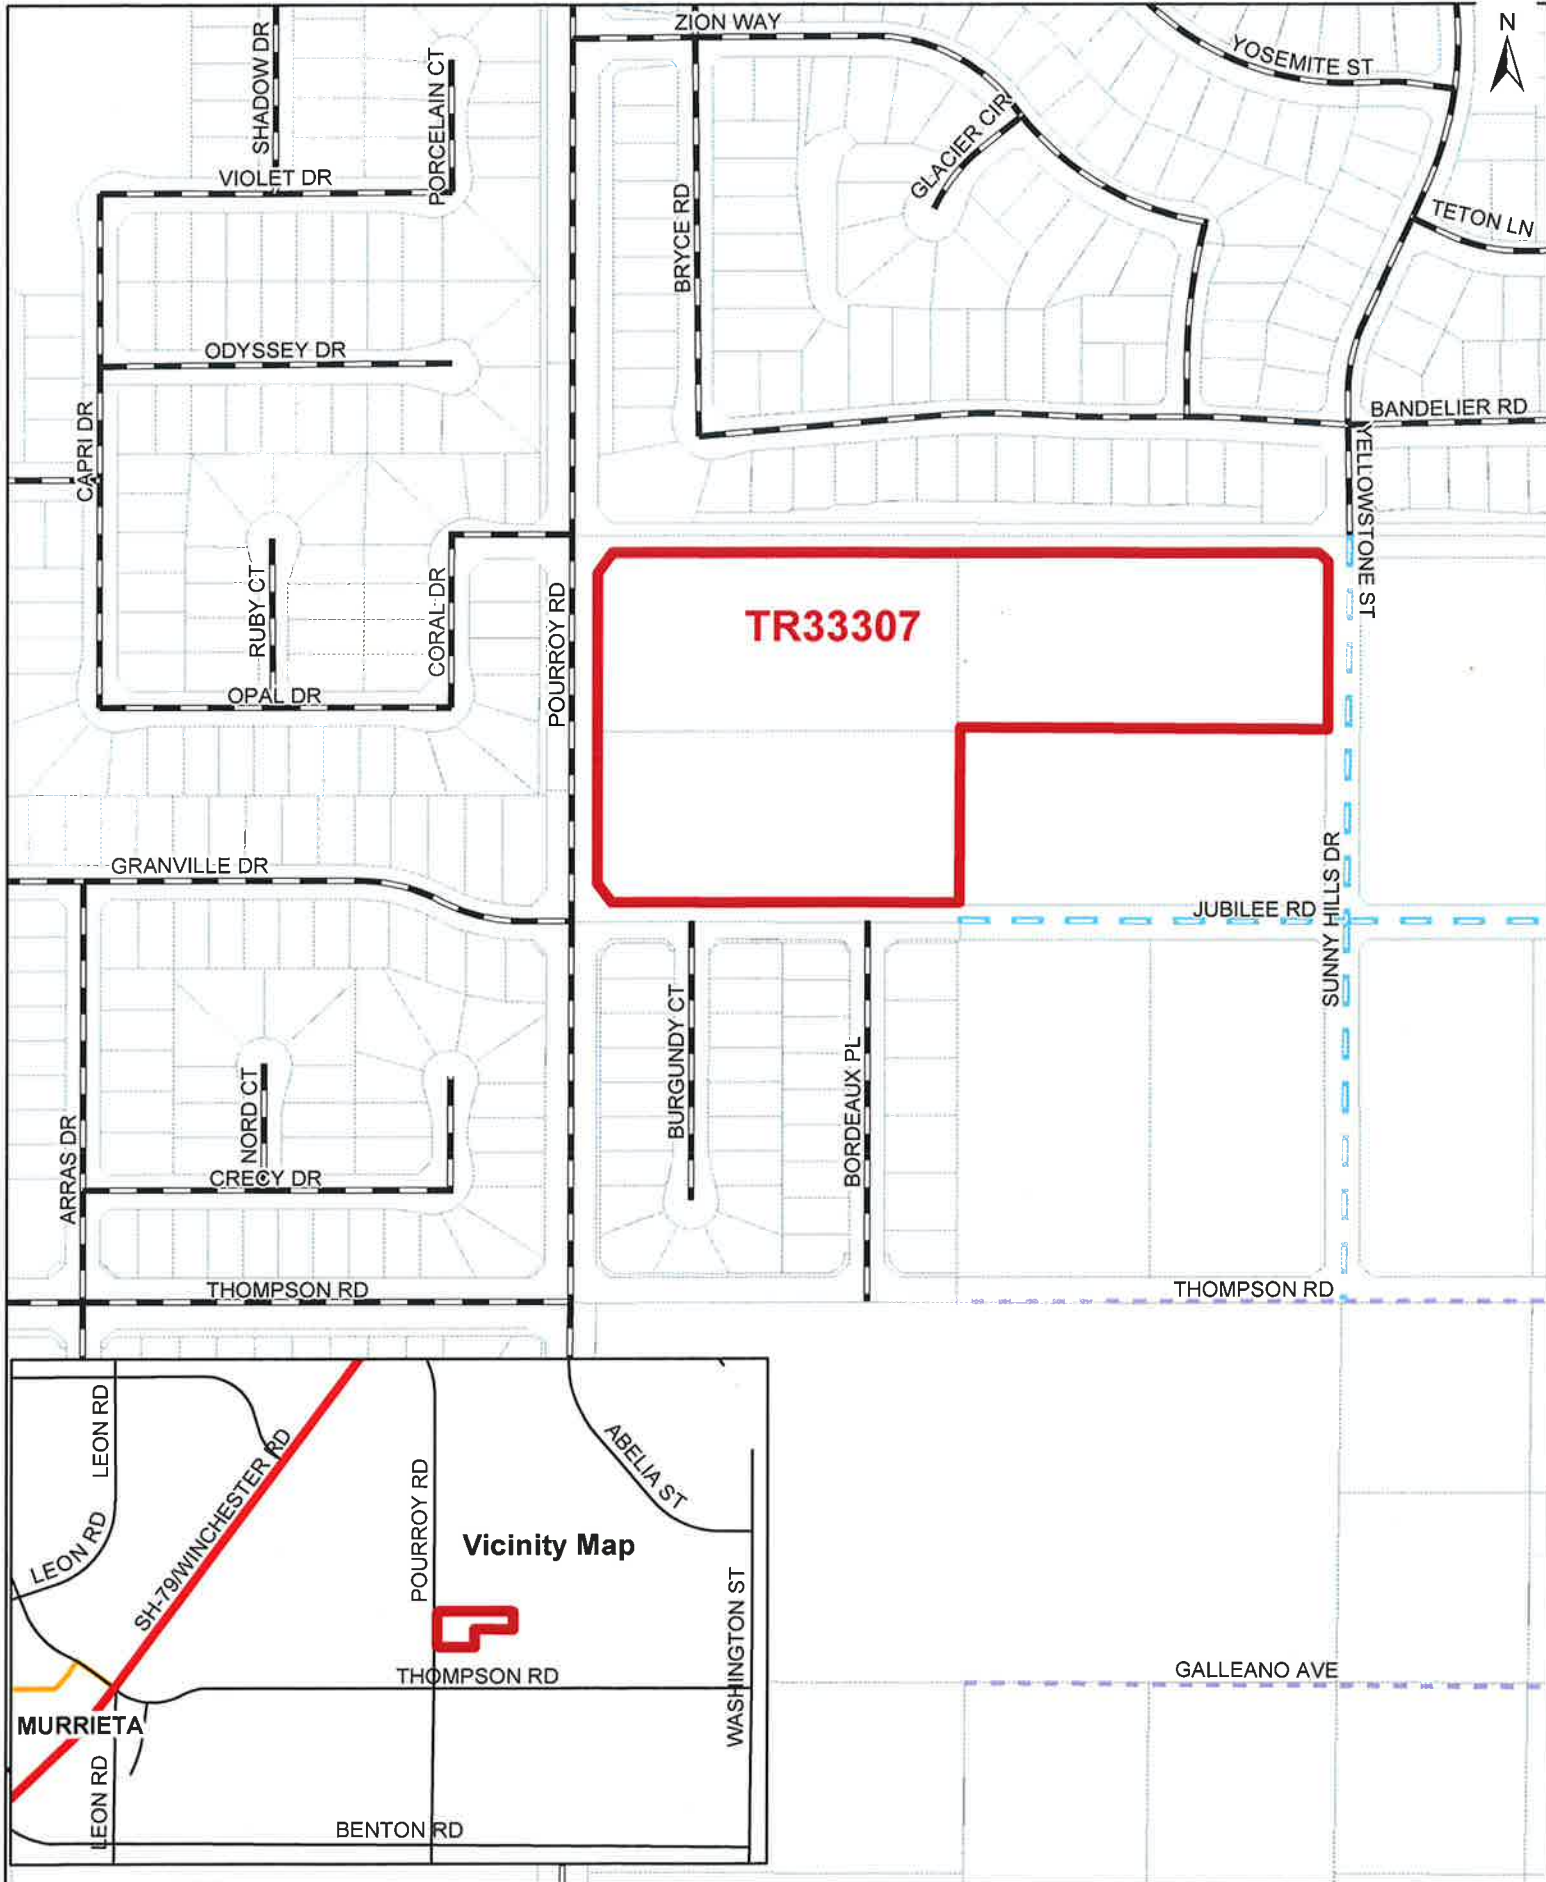 ZION WAY
N
SHADOW DR
PORCELAIN CT
YOSEMITE ST
GLACIER CIR
VIOLET DR
BRYCE RD
TETON LN
ODYSSEY DR
CAPRI DR
BANDELIER RD
YELLOWSTONE ST
RUBY CT
CORAL DR
POURROY RD
TR33307
OPAL DR
GRANVILLE DR
SUNNY HILLS DR
JUBILEE RD
BURGUNDY CT
BORDEAUX PL
NORD CT
ARRAS DR
CRECY DR
THOMPSON RD
THOMPSON RD
LEON RD
ABELIA ST
SH-79/WINCHESTER RD
POURROY RD
LEON RD
Vicinity Map
WASHINGTON ST
THOMPSON RD
GALLEANO AVE
MURRIETA
LEON RD
BENTON RD